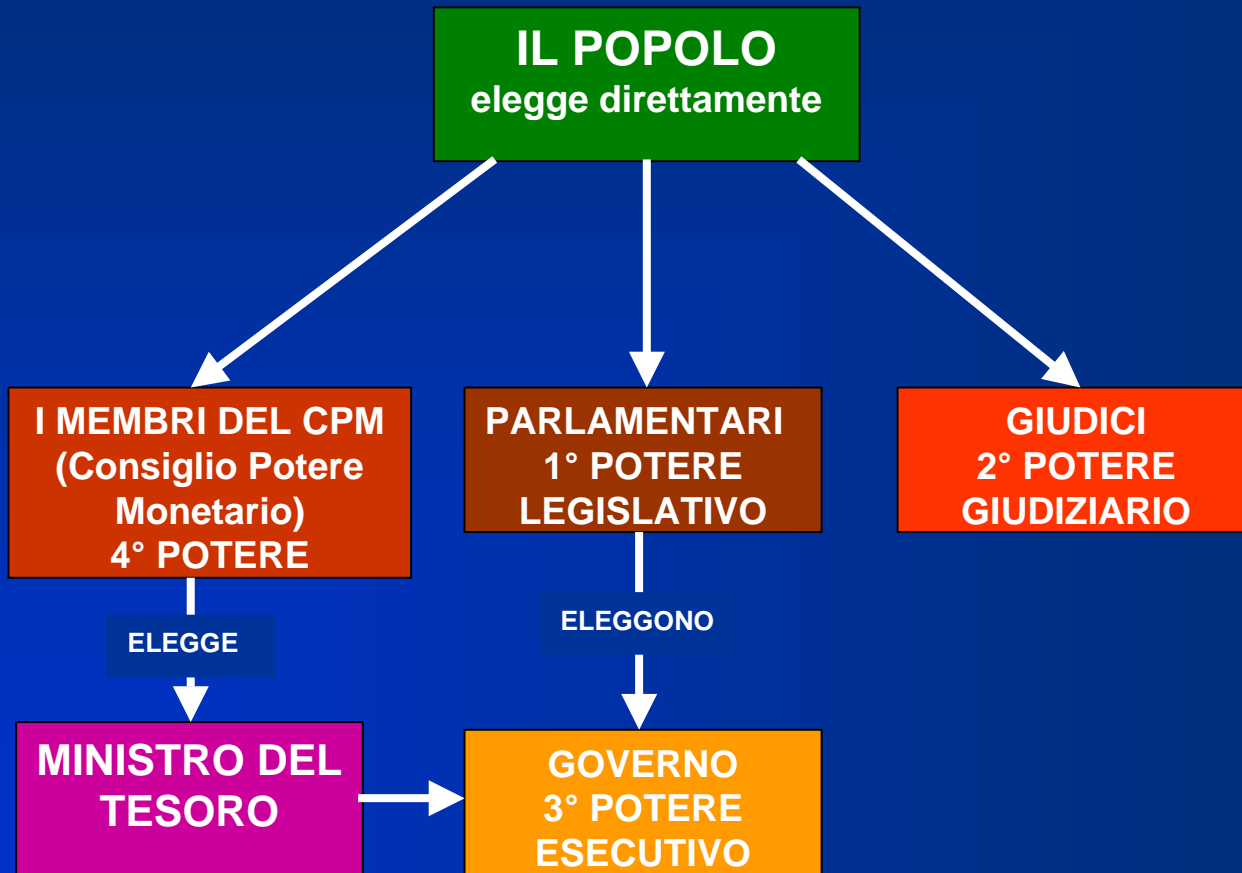 IL POPOLO
elegge direttamente
I MEMBRI DEL CPM
(Consiglio Potere
Monetario)
4° POTERE
PARLAMENTARI
1° POTERE
LEGISLATIVO
GIUDICI
2° POTERE
GIUDIZIARIO
ELEGGE
ELEGGONO
MINISTRO DEL
TESORO
GOVERNO
3° POTERE
ESECUTIVO